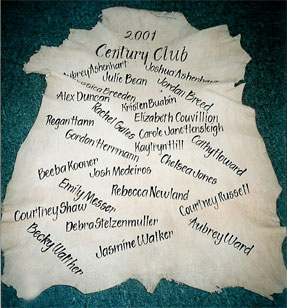 2001
Century Club
Aubrey Ashenhart Joshua Ashenhart
Julie Bean Jordan Breed
Jessica Breeden
Alex Duncan Kristen Buabin
Rachel Gates Elizabeth Couvillion
Regan Hann Carole Jane Hensleigh
Gordon Herrmann Cathy Howard
Kaytryn Hill
Beeba Kooner Chelsea Jones
Josh Medeiros
Emily Messer Rebecca Newland
Courtney Russell
Courtney Shaw
Debra Stelzenmuller Aubrey Ward
Becky Walther Jasmine Walker